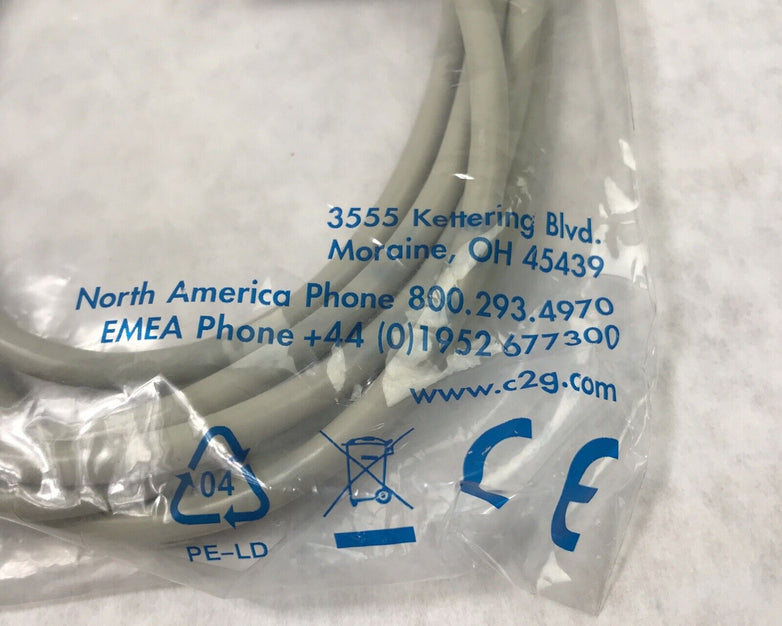 3555 Kettering Blvd.
Moraine, OH 45439
North America Phone 800.293.4970
EMEA Phone +44 (0)1952 677300
www.c2g.com
04
PE-LD
CE